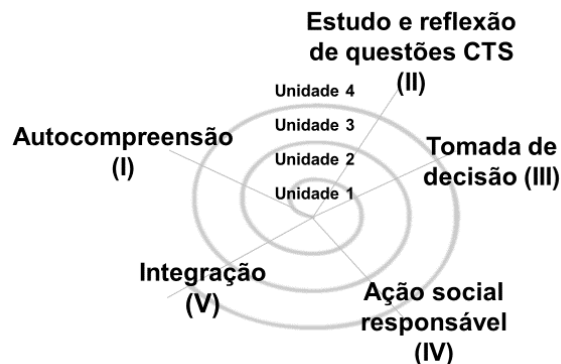 Estudo e reflexão
de questões CTS
(II)
Unidade 4
Unidade 3
Unidade 2
Unidade 1
Autocompreensão
(I)
Tomada de
decisão (III)
Integração
(V)
Ação social
responsável
(IV)